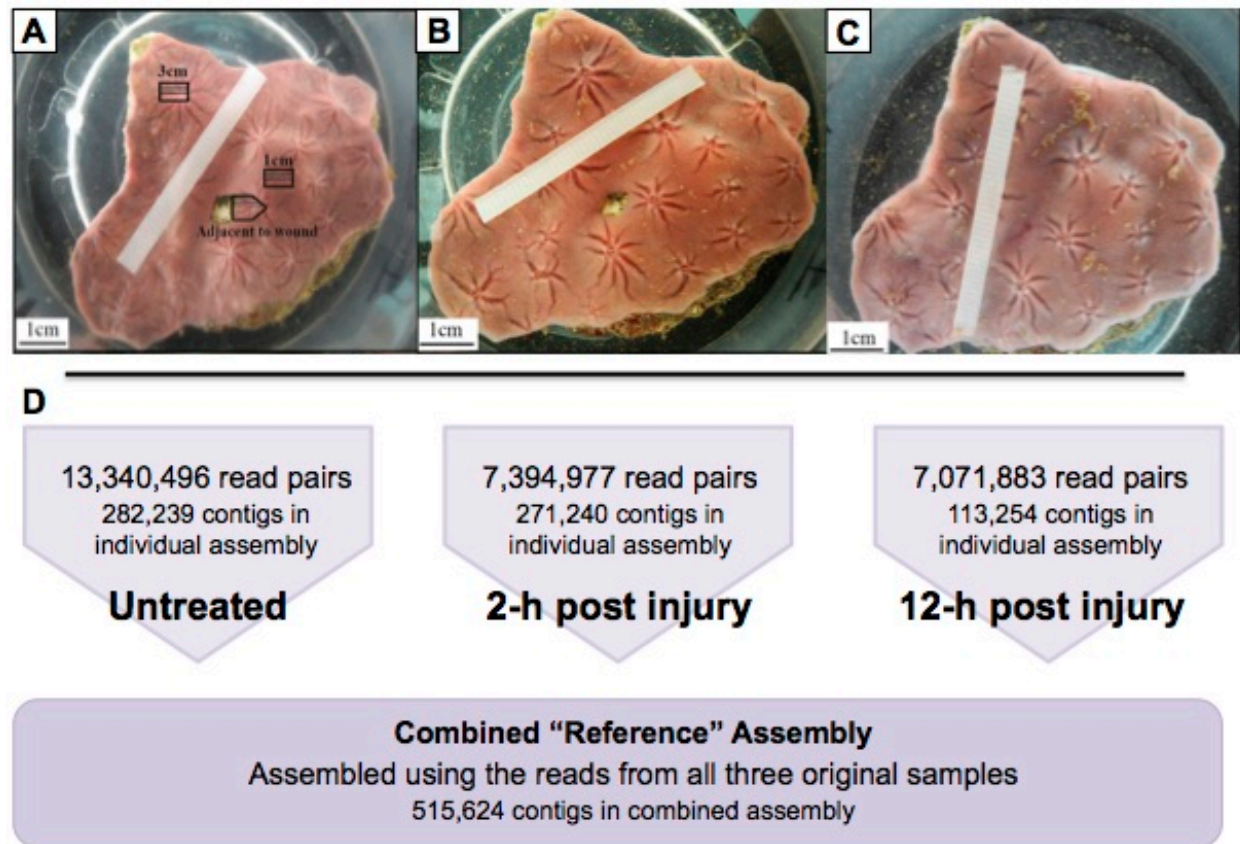 A
B
C
3cm
1cm
Adjacent to wound
1cm
1cm
1cm
D
13,340,496 read pairs
282,239 contigs in
individual assembly
Untreated
7,394,977 read pairs
271,240 contigs in
individual assembly
2-h post injury
7,071,883 read pairs
113,254 contigs in
individual assembly
12-h post injury
Combined “Reference” Assembly
Assembled using the reads from all three original samples
515,624 contigs in combined assembly